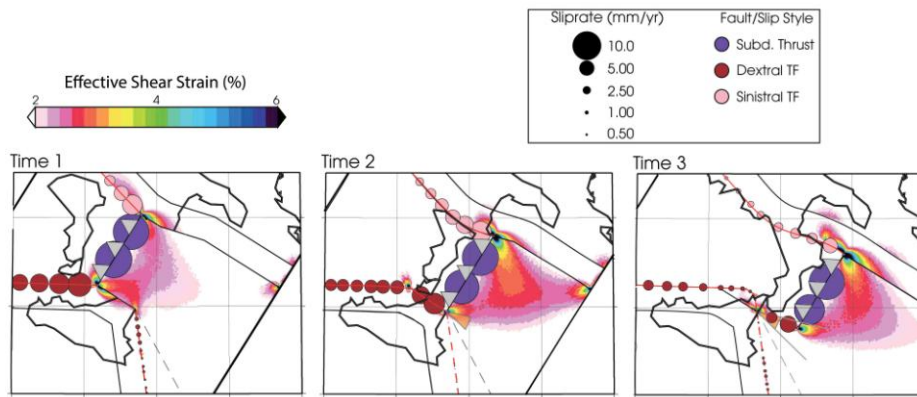 Effective Shear Strain (%)
2 4 6
Sliprate (mm/yr)
10.0
5.00
2.50
1.00
0.50
Fault/Slip Style
Subd. Thrust
Dextral TF
Sinistral TF
Time 1
Time 2
Time 3